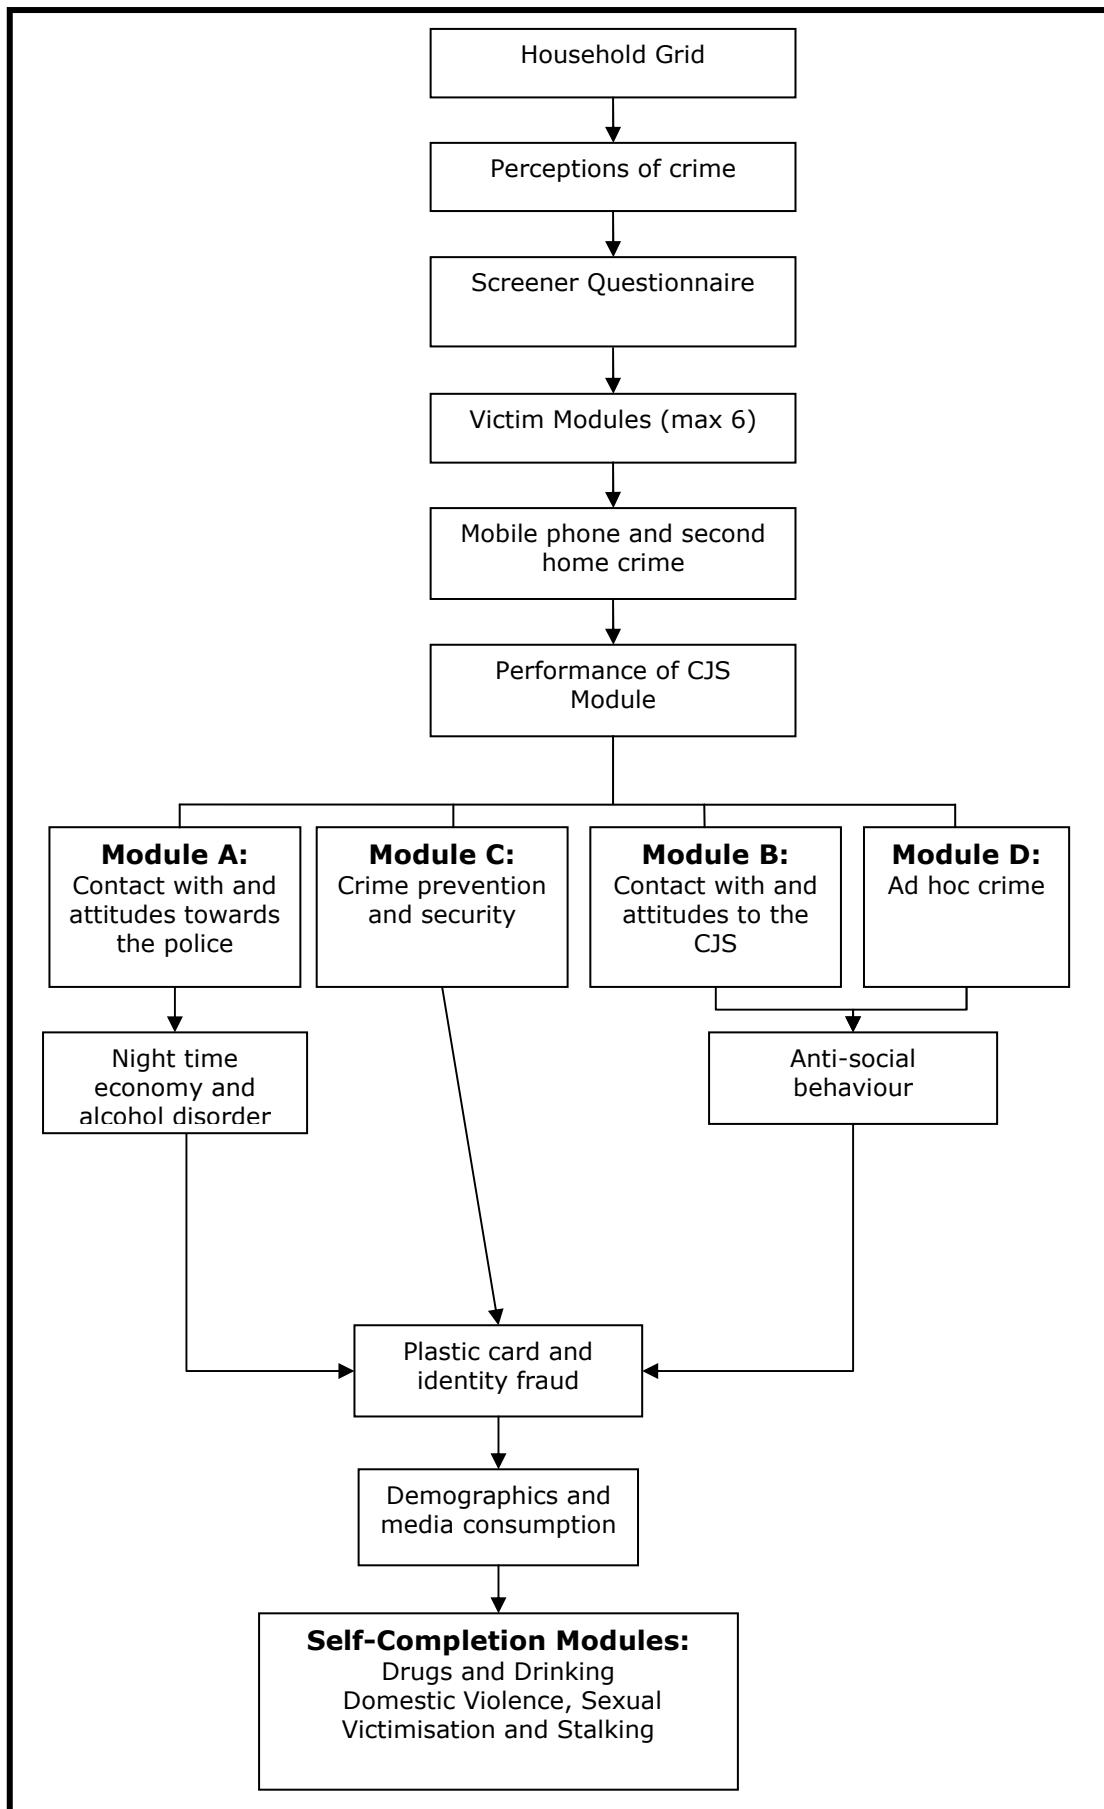 Household Grid
Perceptions of crime
Screener Questionnaire
Victim Modules (max 6)
Mobile phone and second
home crime
Performance of CJS
Module
Module A:
Contact with and
attitudes towards
the police
Module C:
Crime prevention
and security
Module B:
Contact with and
attitudes to the
CJS
Module D:
Ad hoc crime
Night time
economy and
alcohol disorder
Anti-social
behaviour
Plastic card and
identity fraud
Demographics and
media consumption
Self-Completion Modules:
Drugs and Drinking
Domestic Violence, Sexual
Victimisation and Stalking